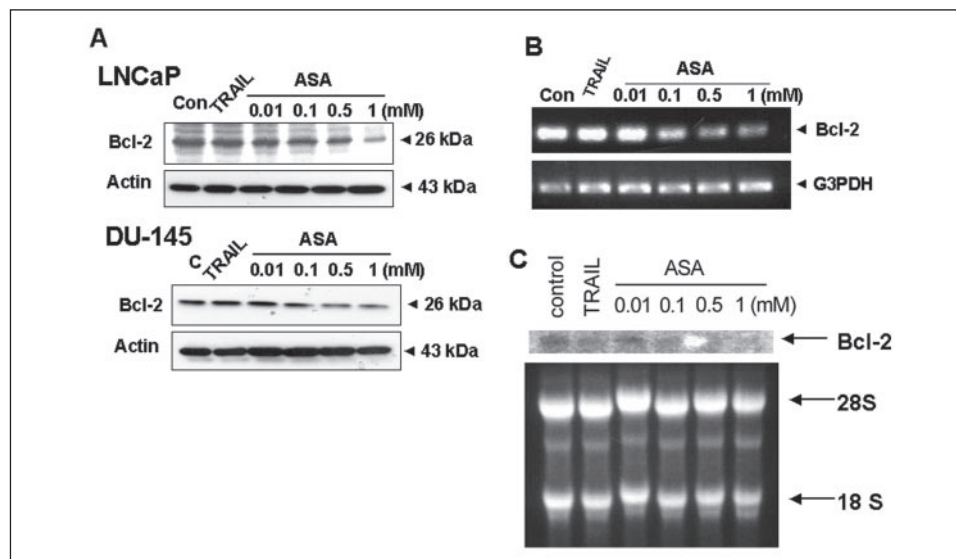 A
LNCaP
ASA
Con TRAIL 0.01 0.1 0.5 1 (mM)
Bcl-2 26 kDa
Actin 43 kDa
DU-145
ASA
C TRAIL 0.01 0.1 0.5 1 (mM)
Bcl-2 26 kDa
Actin 43 kDa
B
ASA
Con TRAIL 0.01 0.1 0.5 1 (mM)
Bcl-2
G3PDH
C
ASA
control TRAIL 0.01 0.1 0.5 1 (mM)
Bcl-2
28S
18 S